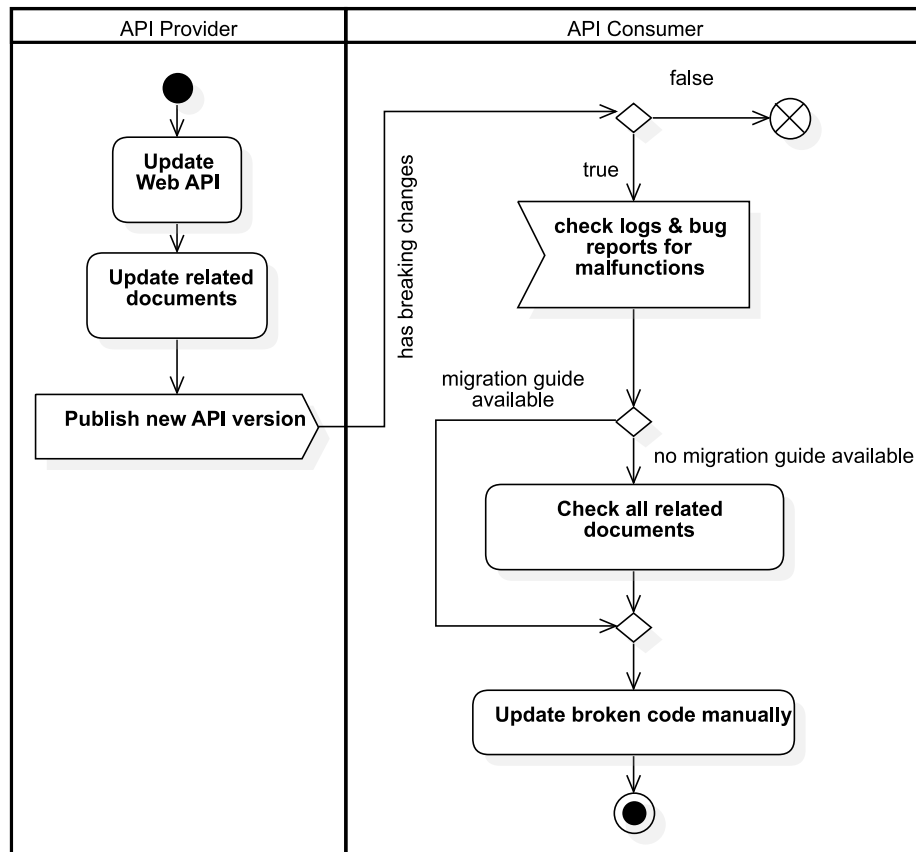 API Provider
API Consumer
Update
Web API
Update related
documents
Publish new API version
has breaking changes
false
true
check logs & bug
reports for
malfunctions
migration guide
available
no migration guide available
Check all related
documents
Update broken code manually